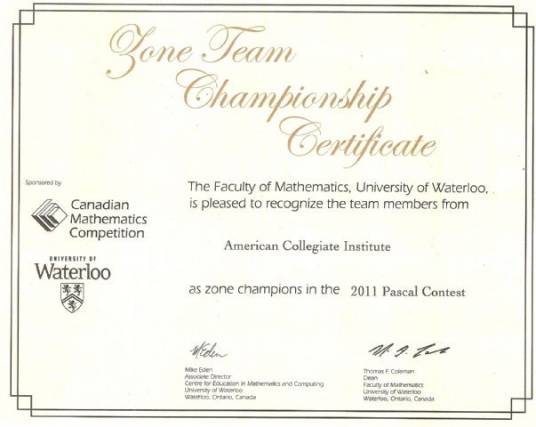 Zone Team
Championship
Certificate
Sponsored by
Canadian
Mathematics
Competition
UNIVERSITY OF
Waterloo
The Faculty of Mathematics, University of Waterloo,
is pleased to recognize the team members from
American Collegiate Institute
as zone champions in the 2011 Pascal Contest
Mike Eden
Associate Director
Centre for Education in Mathematics and Computing
University of Waterloo
Waterloo, Ontario, Canada
Thomas F. Coleman
Dean
Faculty of Mathematics
University of Waterloo
Waterloo, Ontario, Canada